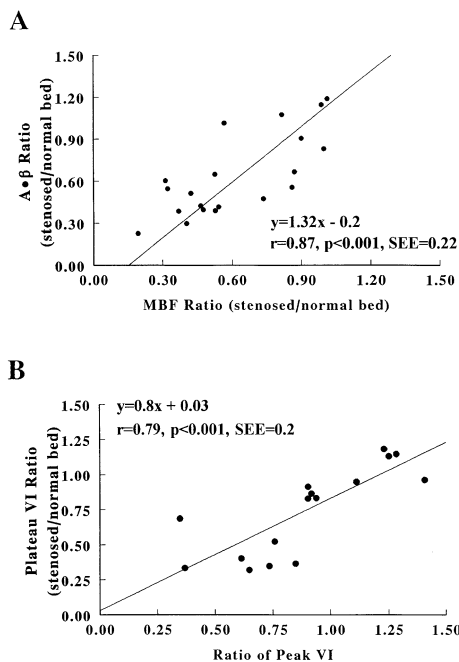 A
A•β Ratio
(stenosed/normal bed)
1.50
1.20
0.90
0.60
0.30
0.00
y=1.32x - 0.2
r=0.87, p<0.001, SEE=0.22
0.00 0.30 0.60 0.90 1.20 1.50
MBF Ratio (stenosed/normal bed)
B
Plateau VI Ratio
(stenosed/normal bed)
y=0.8x + 0.03
r=0.79, p<0.001, SEE=0.2
1.50
1.25
1.00
0.75
0.50
0.25
0.00
0.00 0.25 0.50 0.75 1.00 1.25 1.50
Ratio of Peak VI